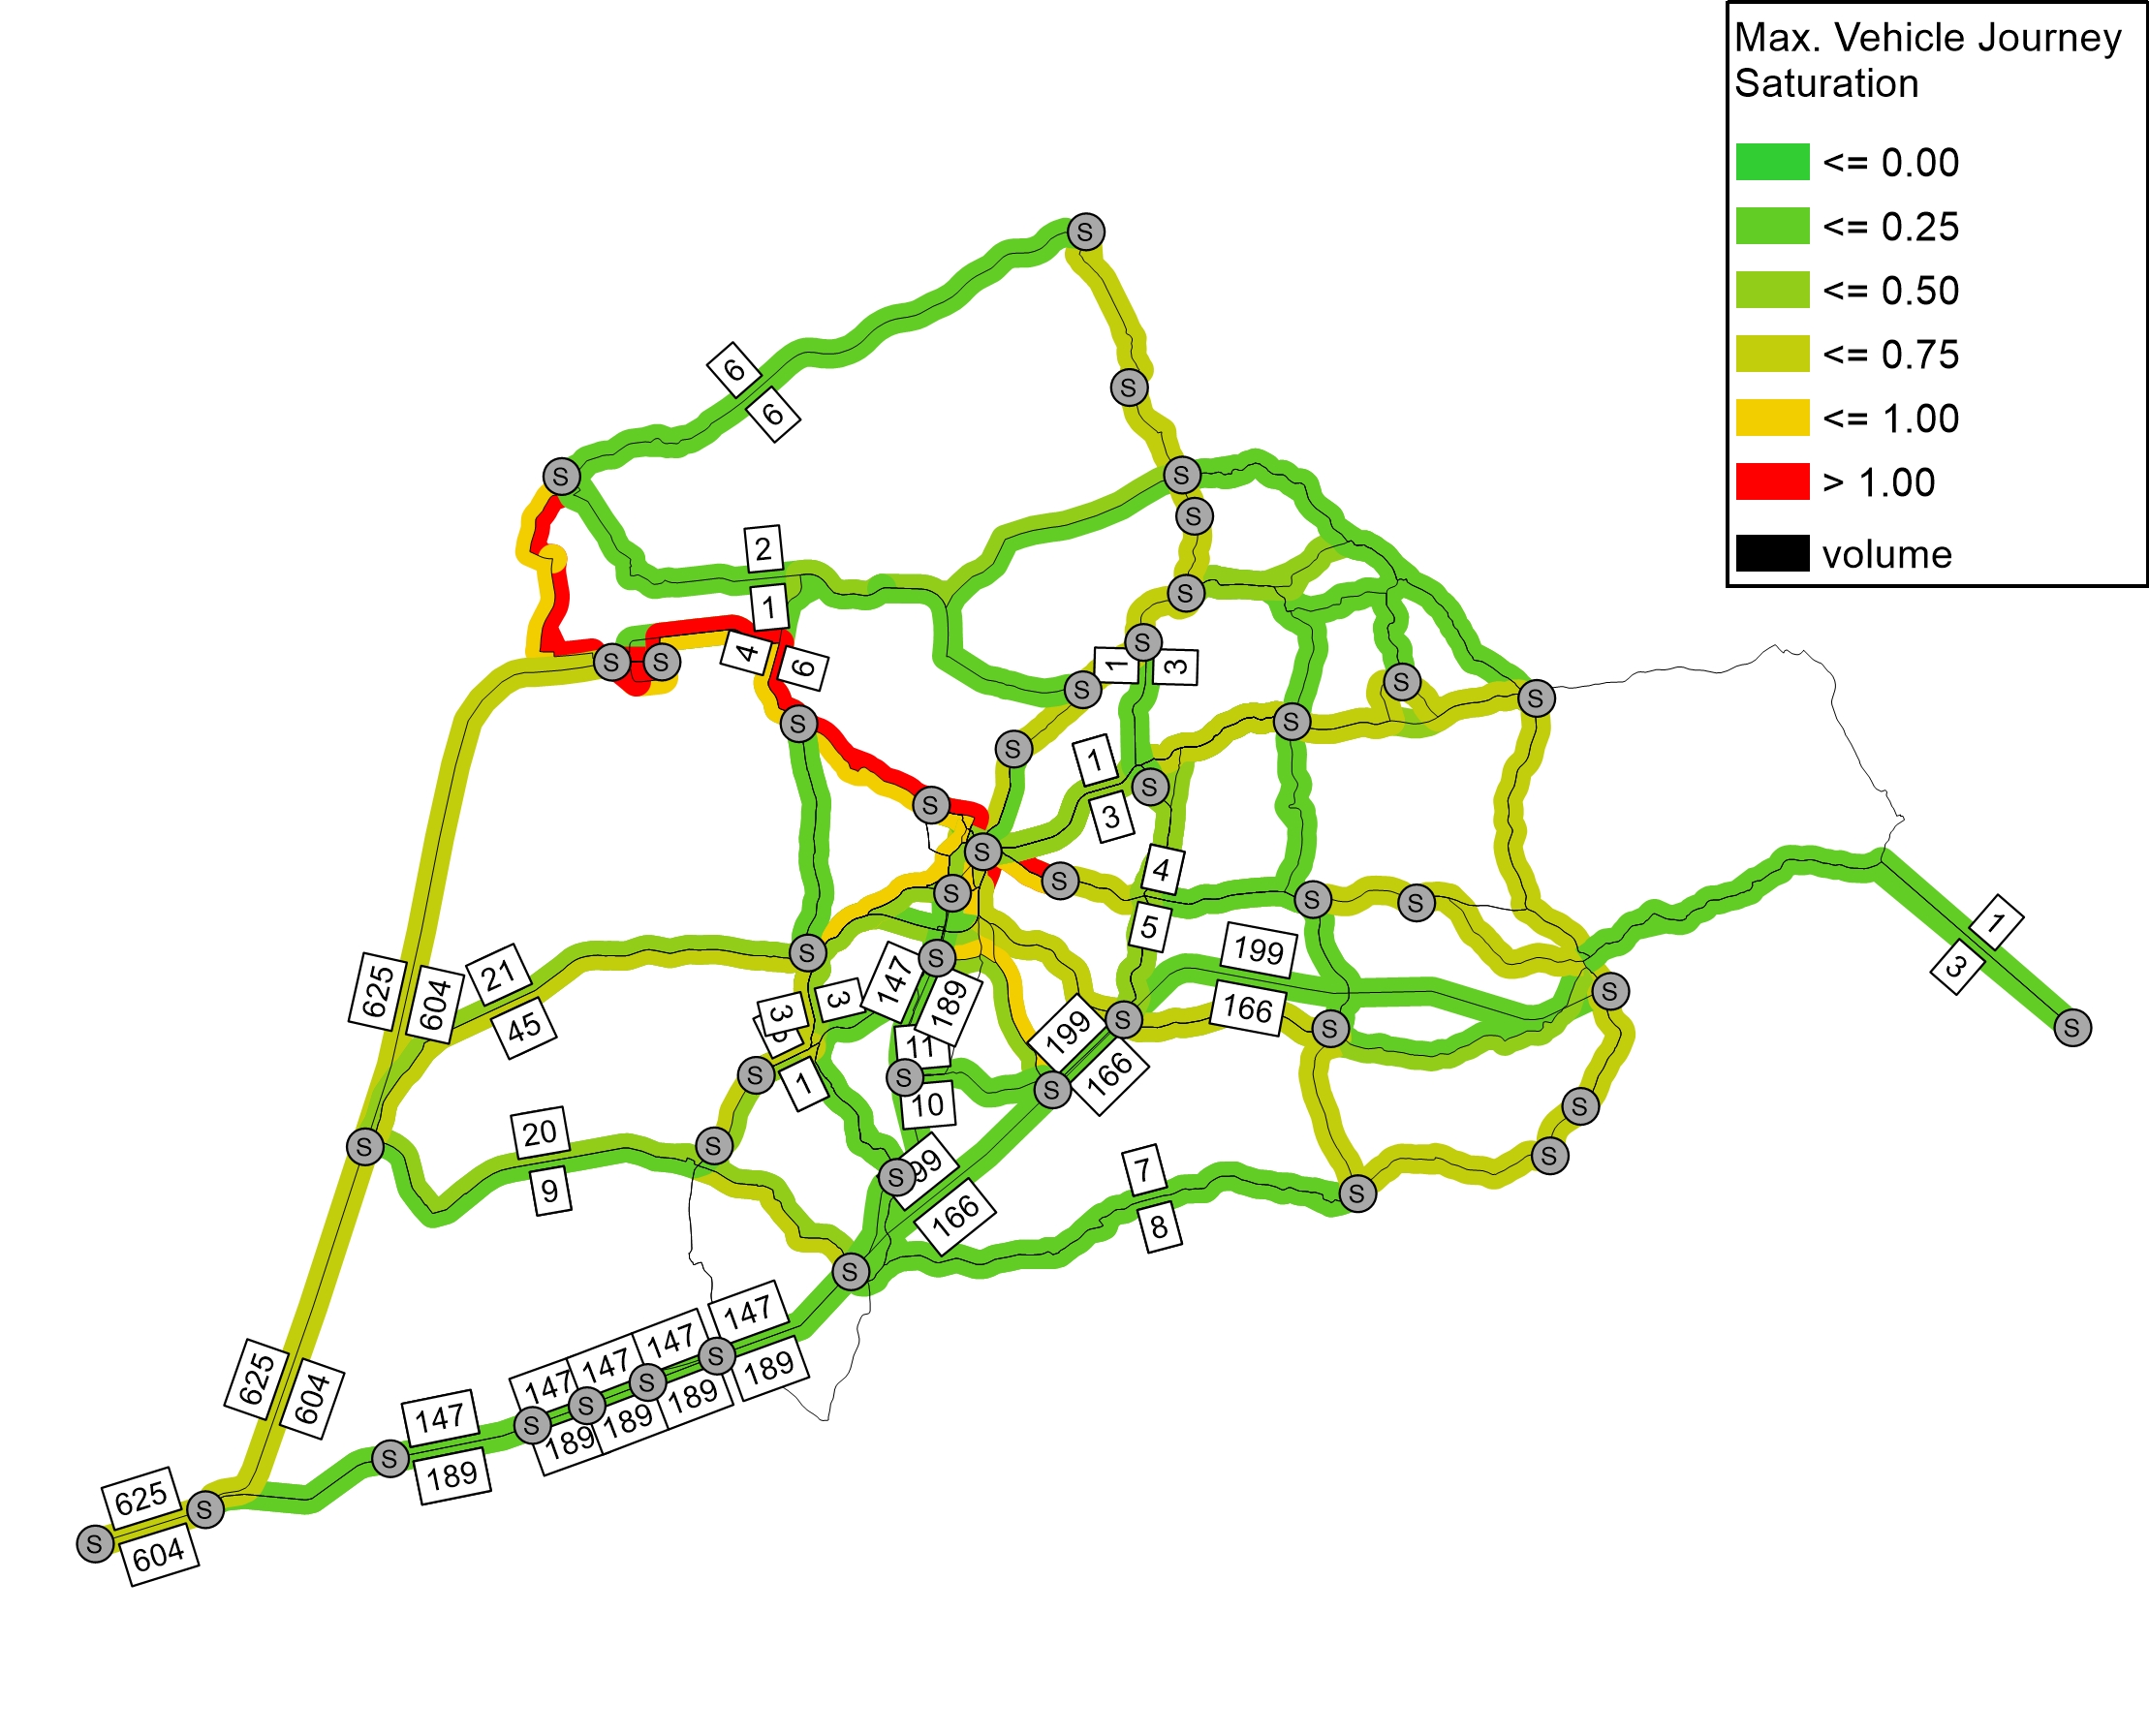 Max. Vehicle Journey
Saturation
<= 0.00
<= 0.25
<= 0.50
<= 0.75
<= 1.00
> 1.00
volume
S
6
6
S
S
S
2
S
S
1
S
4
6
S
S
1
3
S
S
S
S
S
S
1
S
3
S
S
4
S
S
S
S
5
1
3
199
S
S
147
625
604
21
45
3
3
189
S
166
S
S
199
11
S
1
S
10
166
S
S
20
S
S
S
7
9
S
99
S
166
8
S
147
147
147
147
S
S
S
S
189
189
189
189
625
604
147
S
189
625
S
604
S